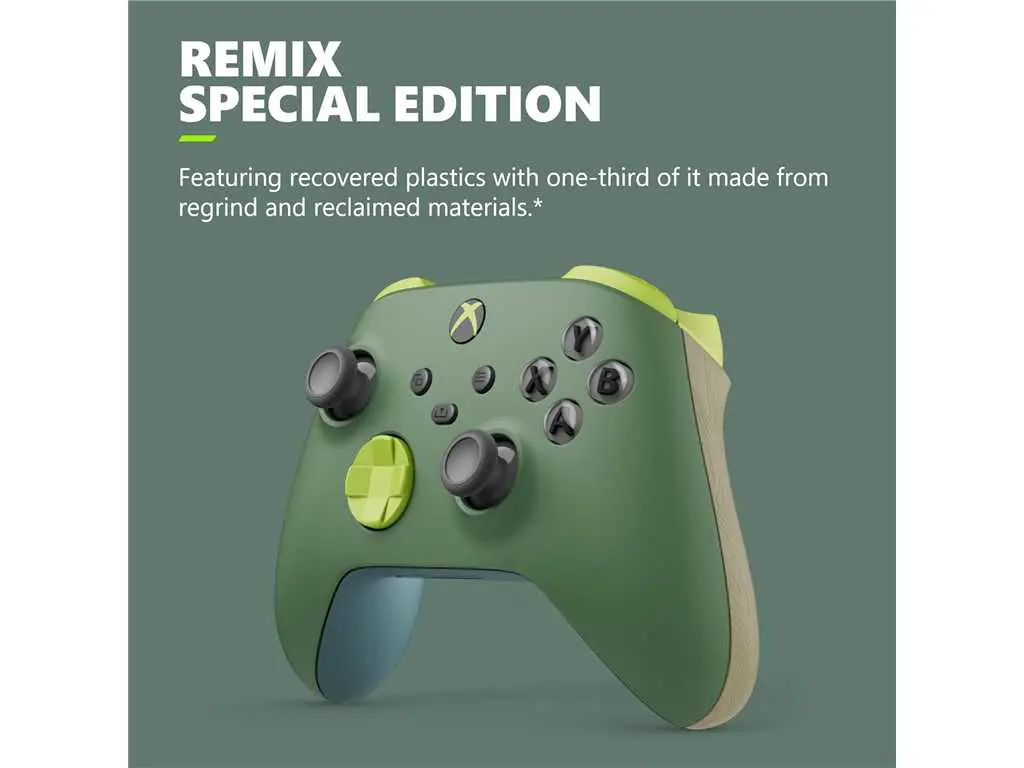 REMIX
SPECIAL EDITION
Featuring recovered plastics with one-third of it made from
regrind and reclaimed materials.*
Y
X B
A